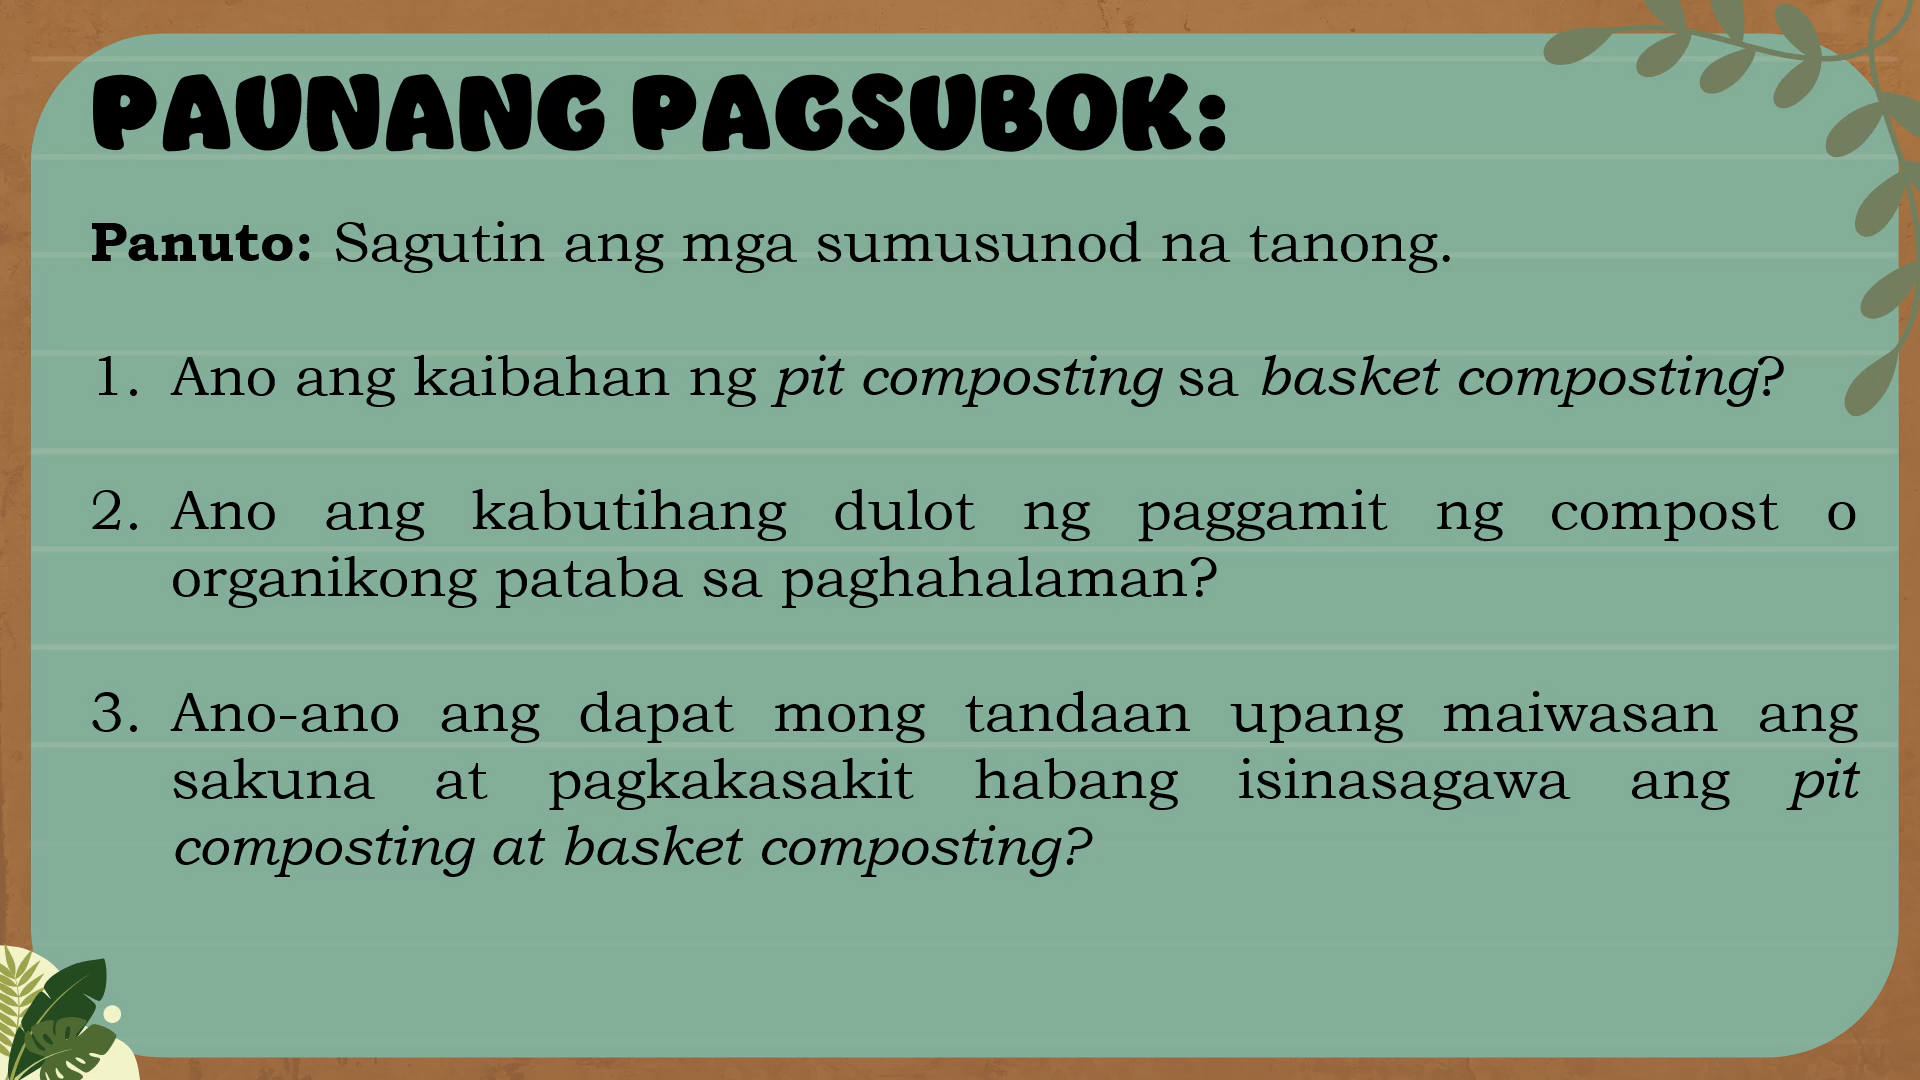 PAUNANG PAGSUBOK:
Panuto: Sagutin ang mga sumusunod na tanong.
1. Ano ang kaibahan ng pit composting sa basket composting?
2. Ano ang kabutihang dulot ng paggamit ng compost o
organikong pataba sa paghahalaman?
3. Ano-ano ang dapat mong tandaan upang maiwasan ang
sakuna at pagkakasakit habang isinasagawa ang pit
composting at basket composting?